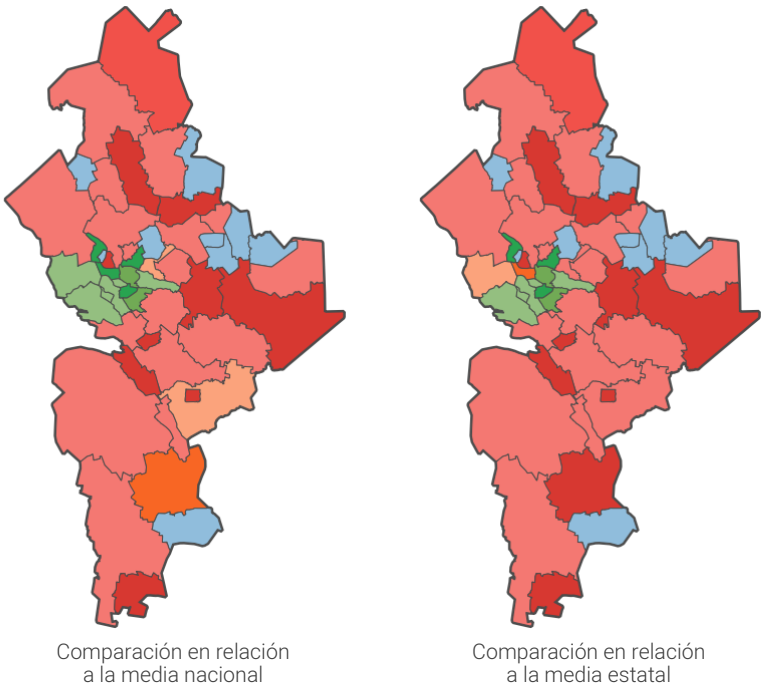 Comparación en relación
a la media nacional
Comparación en relación
a la media estatal